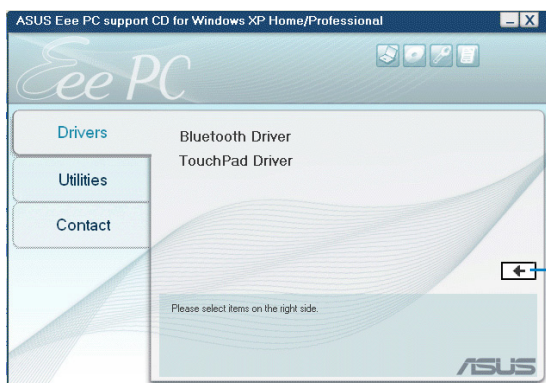 ASUS Eee PC support CD for Windows XP Home/Professional
Eee PC
Drivers
Utilities
Contact
Bluetooth Driver
TouchPad Driver
Please select items on the right side.
ASUS